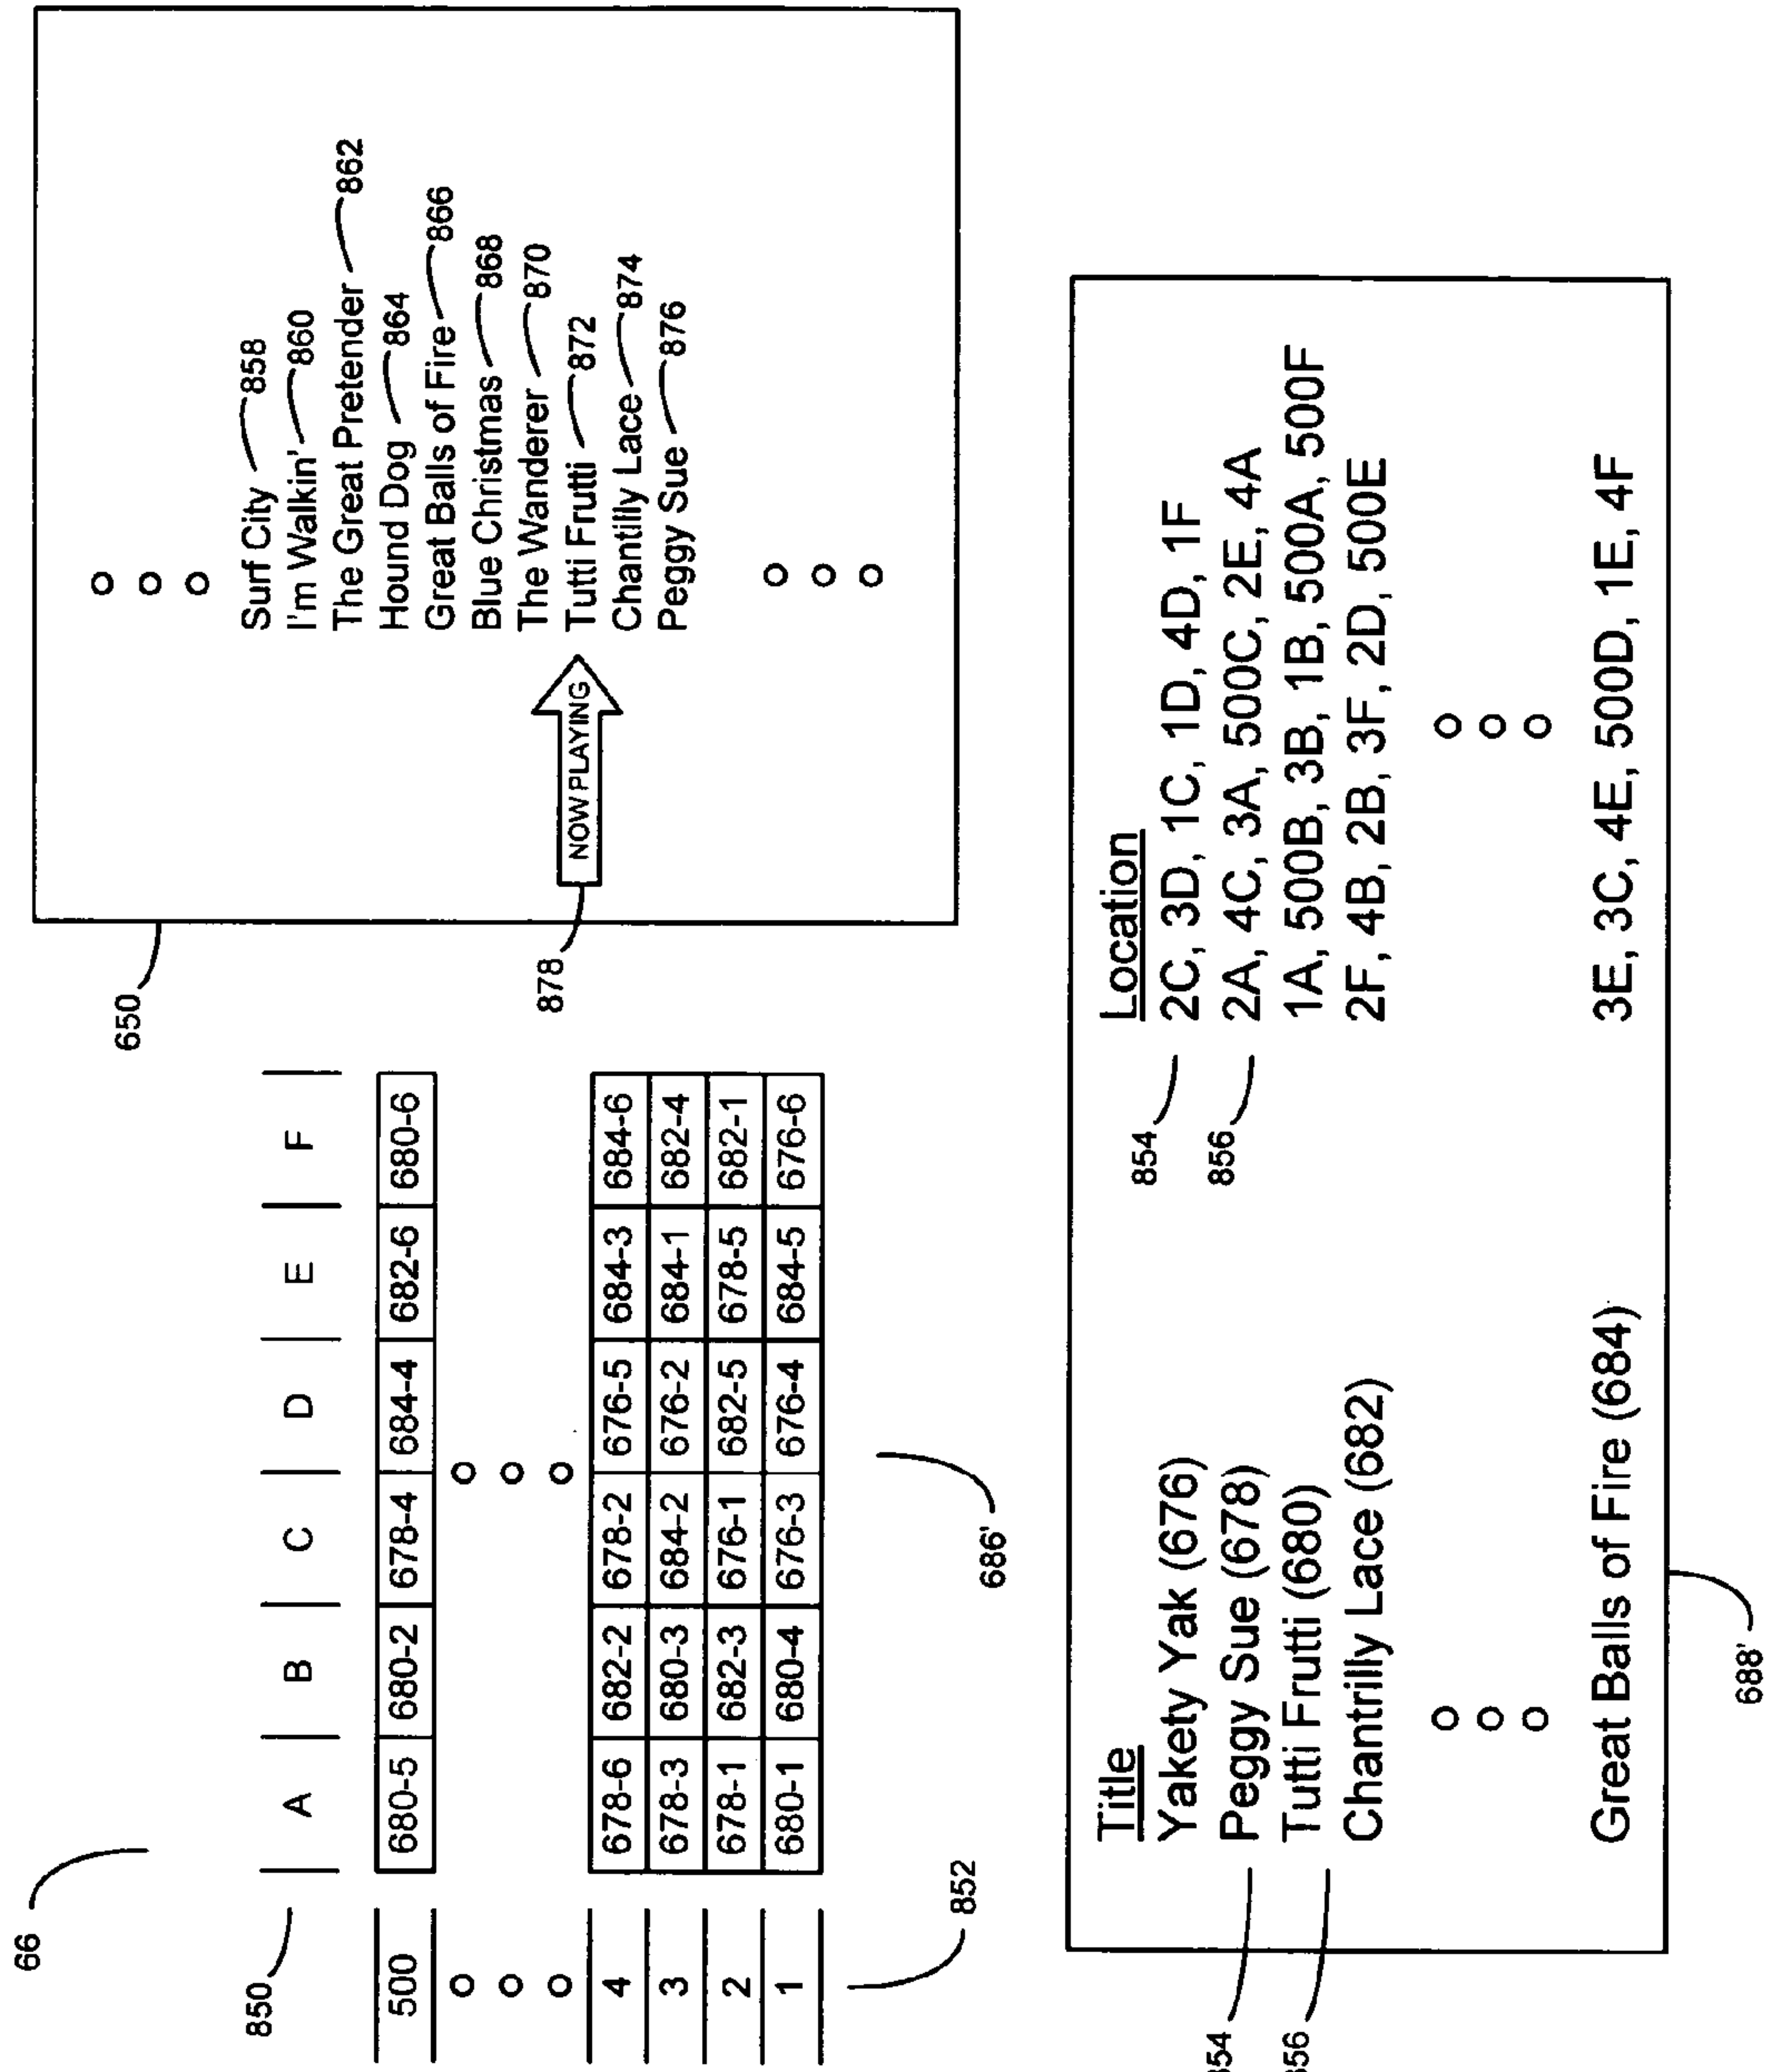 66
850
A B C D E F
500 680-5 680-2 678-4 684-4 682-6 680-6
4 678-6 682-2 678-2 676-5 684-3 684-6
3 678-3 680-3 684-2 676-2 684-1 682-4
2 678-1 682-3 676-1 682-5 678-5 682-1
1 680-1 680-4 676-3 676-4 684-5 676-6
852
686'
650
Surf City 858
I'm Walkin' 860
The Great Pretender 862
Hound Dog 864
Great Balls of Fire 866
Blue Christmas 868
The Wanderer 870
NOW PLAYING Tutti Frutti 872
Chantilly Lace 874
Peggy Sue 876
878
Title Location
Yakety Yak (676) 854 2C, 3D, 1C, 1D, 4D, 1F
854 Peggy Sue (678) 856 2A, 4C, 3A, 500C, 2E, 4A
Tutti Frutti (680) 1A, 500B, 3B, 1B, 500A, 500F
Chantrilly Lace (682) 2F, 4B, 2B, 3F, 2D, 500E
Great Balls of Fire (684) 3E, 3C, 4E, 500D, 1E, 4F
688'